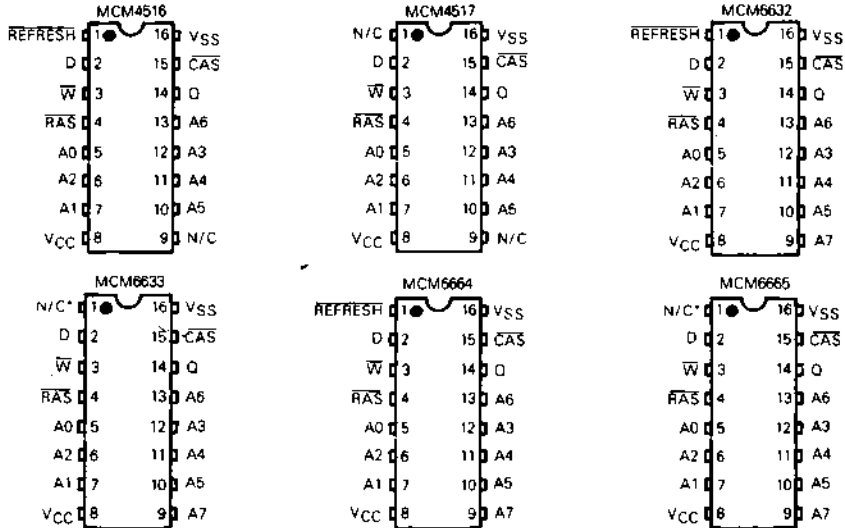 MCM4516
REFRESH 1 16 VSS
D 2 15 CAS
W 3 14 Q
RAS 4 13 A6
A0 5 12 A3
A2 6 11 A4
A1 7 10 A5
VCC 8 9 N/C
MCM4517
N/C 1 16 VSS
D 2 15 CAS
W 3 14 Q
RAS 4 13 A6
A0 5 12 A3
A2 6 11 A4
A1 7 10 A5
VCC 8 9 N/C
MCM6632
REFRESH 1 16 VSS
D 2 15 CAS
W 3 14 Q
RAS 4 13 A6
A0 5 12 A3
A2 6 11 A4
A1 7 10 A5
VCC 8 9 A7
MCM6633
N/C* 1 16 VSS
D 2 15 CAS
W 3 14 Q
RAS 4 13 A6
A0 5 12 A3
A2 6 11 A4
A1 7 10 A5
VCC 8 9 A7
MCM6664
REFRESH 1 16 VSS
D 2 15 CAS
W 3 14 Q
RAS 4 13 A6
A0 5 12 A3
A2 6 11 A4
A1 7 10 A5
VCC 8 9 A7
MCM6665
N/C* 1 16 VSS
D 2 15 CAS
W 3 14 Q
RAS 4 13 A6
A0 5 12 A3
A2 6 11 A4
A1 7 10 A5
VCC 8 9 A7